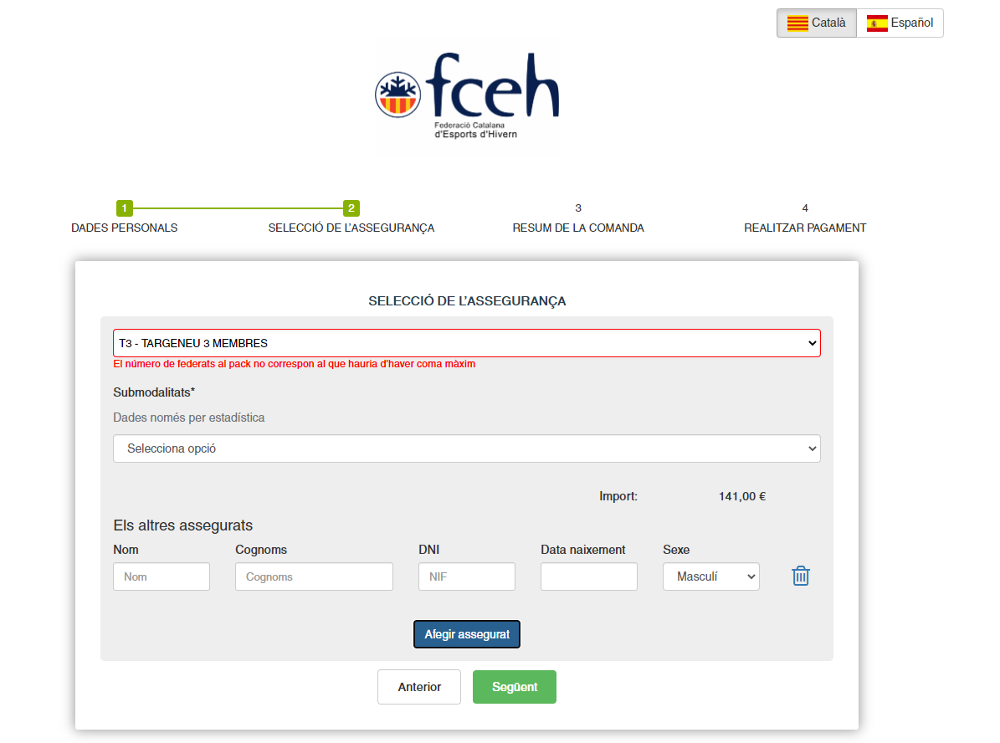 Català
Español
fceh
Federació Catalana
d'Esports d'Hivern
1
2
3
4
DADES PERSONALS
SELECCIÓ DE L'ASSEGURANÇA
RESUM DE LA COMANDA
REALITZAR PAGAMENT
SELECCIÓ DE L'ASSEGURANÇA
T3 - TARGENEU 3 MEMBRES
El número de federats al pack no correspon al que hauria d'haver coma màxim
Submodalitats*
Dades només per estadística
Selecciona opció
Import: 141,00 €
Els altres assegurats
Nom Cognoms DNI Data naixement Sexe
Nom Cognoms NIF Masculí
Afegir assegurat
Anterior
Següent